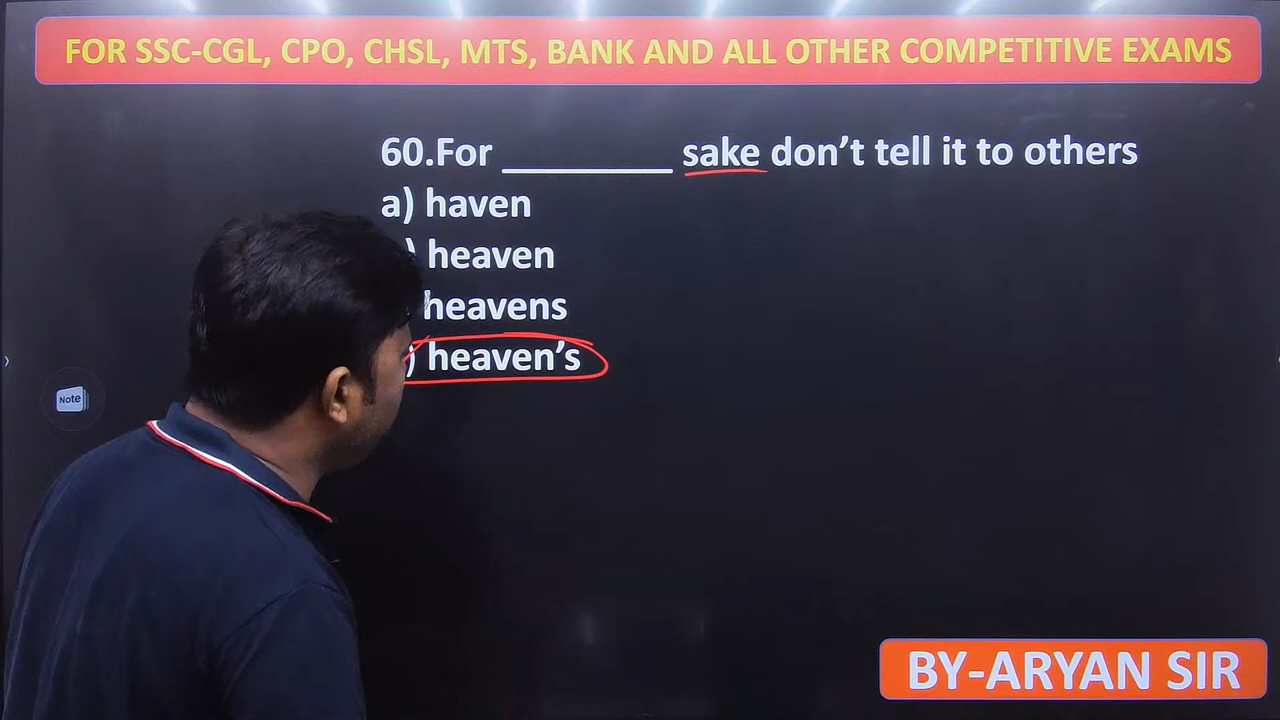 FOR SSC-CGL, CPO, CHSL, MTS, BANK AND ALL OTHER COMPETITIVE EXAMS
60.For __________ sake don’t tell it to others
a) haven
) heaven
heavens
) heaven’s
Note
BY-ARYAN SIR